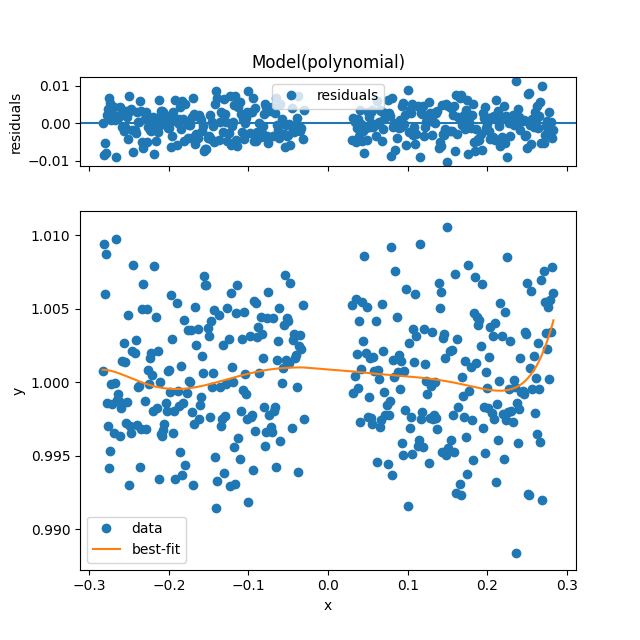 Model(polynomial)
0.01
0.00
−0.01
residuals
residuals
1.010
1.005
1.000
0.995
0.990
y
data
best-fit
−0.3
−0.2
−0.1
0.0
0.1
0.2
0.3
x